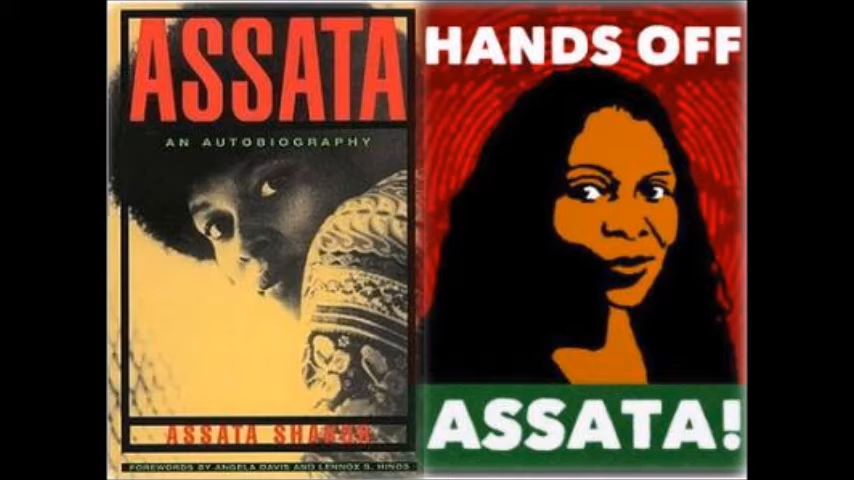 ASSATA
AN AUTOBIOGRAPHY
ASSATA SHAKUR
FOREWORDS BY ANGELA DAVIS AND LENNOX S. HINDS
HANDS OFF
ASSATA!